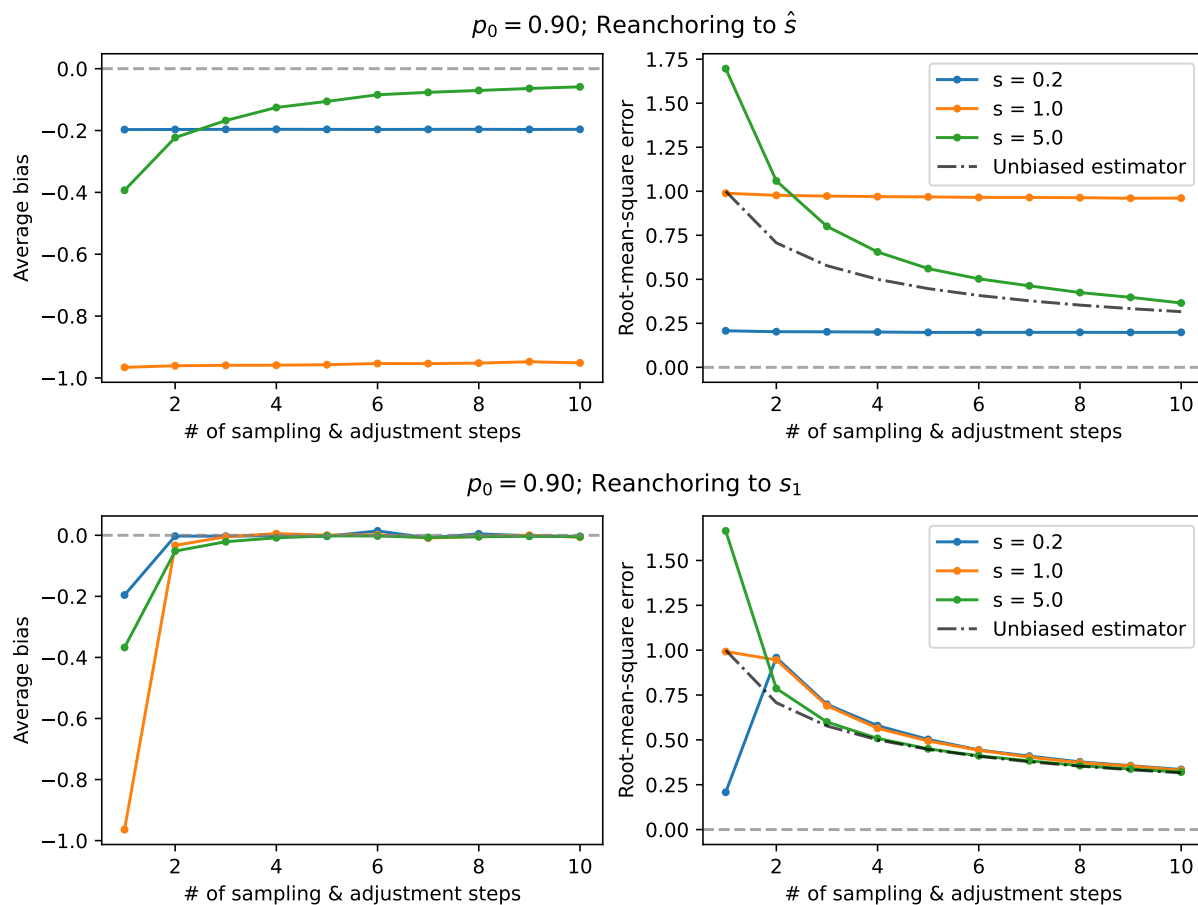 p₀ = 0.90; Reanchoring to ŝ
0.0
−0.2
−0.4
−0.6
−0.8
−1.0
Average bias
2 4 6 8 10
# of sampling & adjustment steps
1.75
1.50
1.25
1.00
0.75
0.50
0.25
0.00
Root-mean-square error
s = 0.2
s = 1.0
s = 5.0
Unbiased estimator
2 4 6 8 10
# of sampling & adjustment steps
p₀ = 0.90; Reanchoring to s₁
0.0
−0.2
−0.4
−0.6
−0.8
−1.0
Average bias
2 4 6 8 10
# of sampling & adjustment steps
1.50
1.25
1.00
0.75
0.50
0.25
0.00
Root-mean-square error
s = 0.2
s = 1.0
s = 5.0
Unbiased estimator
2 4 6 8 10
# of sampling & adjustment steps